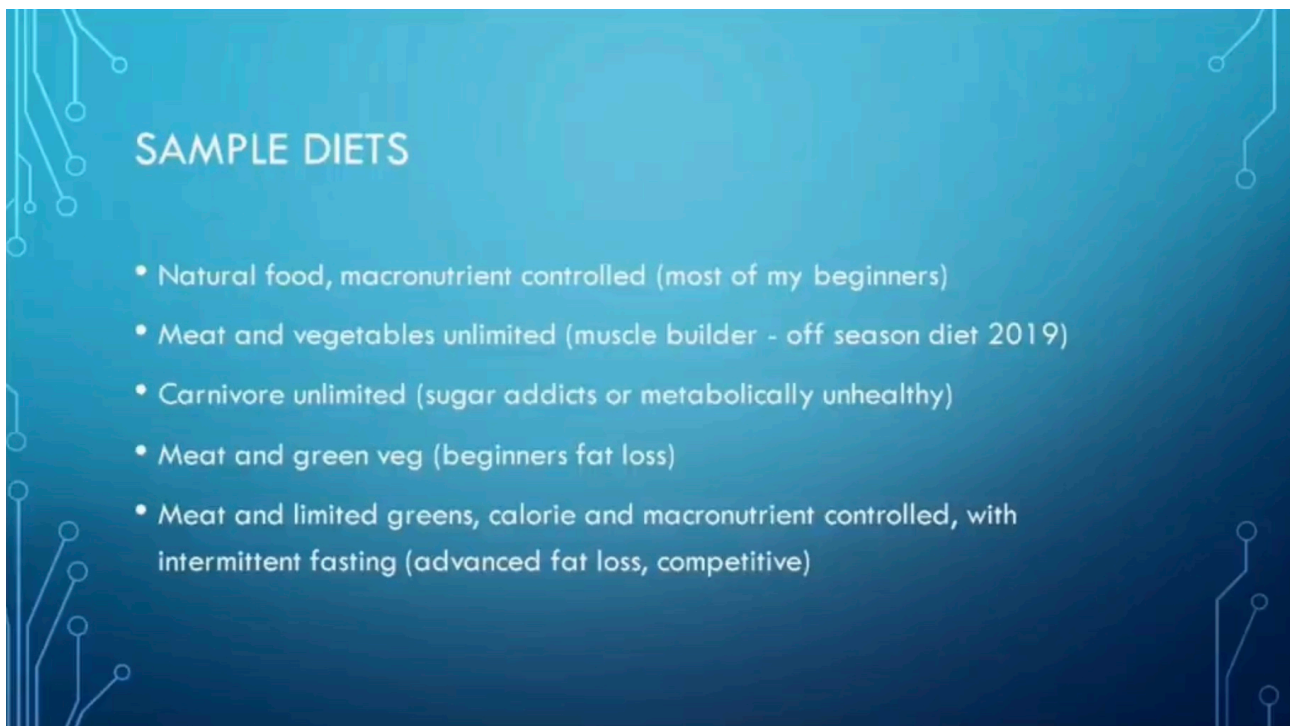 SAMPLE DIETS
• Natural food, macronutrient controlled (most of my beginners)
• Meat and vegetables unlimited (muscle builder - off season diet 2019)
• Carnivore unlimited (sugar addicts or metabolically unhealthy)
• Meat and green veg (beginners fat loss)
• Meat and limited greens, calorie and macronutrient controlled, with
intermittent fasting (advanced fat loss, competitive)